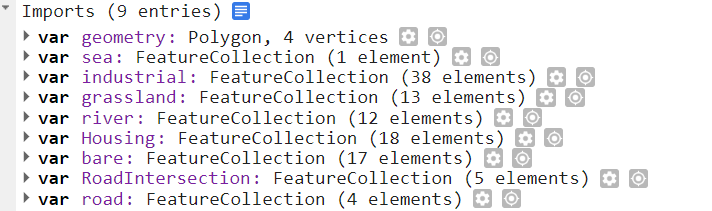 Imports (9 entries)
var geometry: Polygon, 4 vertices
var sea: FeatureCollection (1 element)
var industrial: FeatureCollection (38 elements)
var grassland: FeatureCollection (13 elements)
var river: FeatureCollection (12 elements)
var Housing: FeatureCollection (18 elements)
var bare: FeatureCollection (17 elements)
var RoadIntersection: FeatureCollection (5 elements)
var road: FeatureCollection (4 elements)